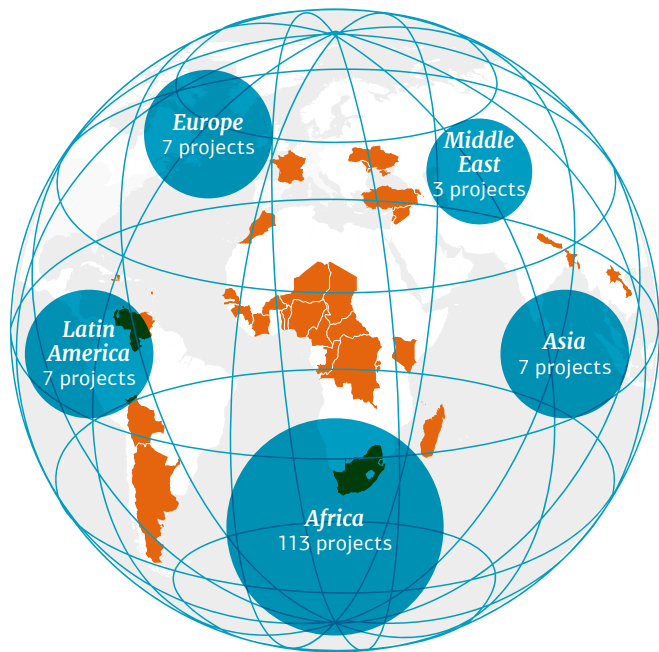 Europe
7 projects
Middle
East
3 projects
Latin
America
7 projects
Asia
7 projects
Africa
113 projects